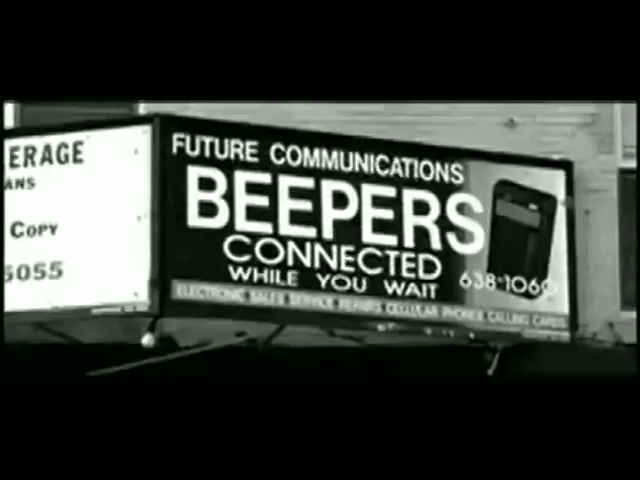 ERAGE
ANS
COPY
5055
FUTURE COMMUNICATIONS
BEEPERS
CONNECTED
WHILE YOU WAIT
638-1060
ELECTRONIC SALES SERVICE REPAIRS CELLULAR PHONES CALLING CARDS